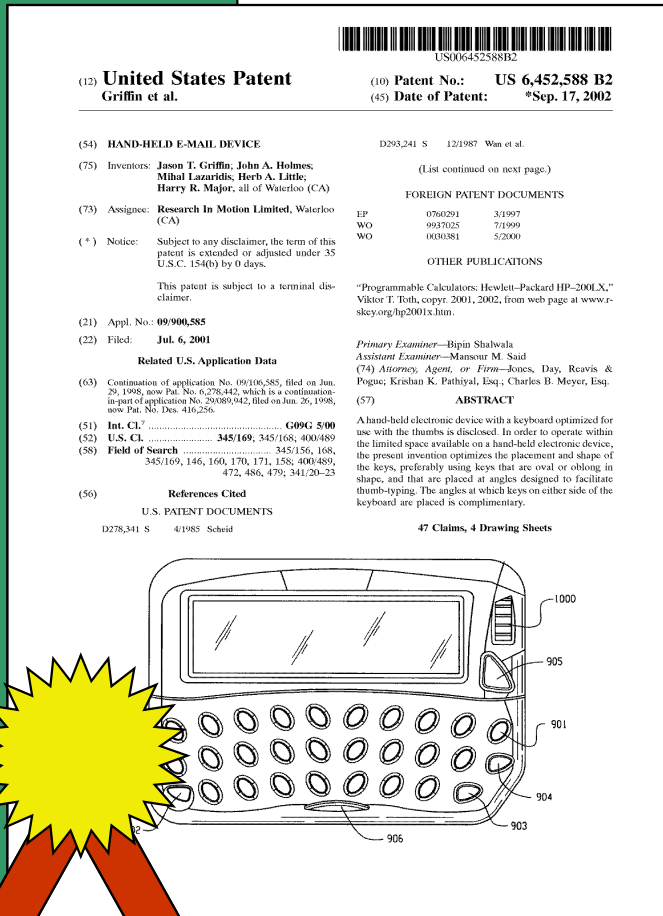 US006452588B2
(12) United States Patent
Griffin et al.
(10) Patent No.: US 6,452,588 B2
(45) Date of Patent: *Sep. 17, 2002
(54) HAND-HELD E-MAIL DEVICE
(75) Inventors: Jason T. Griffin; John A. Holmes;
Mihal Lazaridis; Herb A. Little;
Harry R. Major, all of Waterloo (CA)
(73) Assignee: Research In Motion Limited, Waterloo
(CA)
( * ) Notice: Subject to any disclaimer, the term of this
patent is extended or adjusted under 35
U.S.C. 154(b) by 0 days.
This patent is subject to a terminal dis-
claimer.
(21) Appl. No.: 09/900,585
(22) Filed: Jul. 6, 2001
Related U.S. Application Data
(63) Continuation of application No. 09/106,585, filed on Jun.
29, 1998, now Pat. No. 6,278,442, which is a continuation-
in-part of application No. 29/089,942, filed on Jun. 26, 1998,
now Pat. No. Des. 416,256.
(51) Int. Cl.7 ................................................ G09G 5/00
(52) U.S. Cl. ....................... 345/169; 345/168; 400/489
(58) Field of Search ................................ 345/156, 168,
345/169, 146, 160, 170, 171, 158; 400/489,
472, 486, 479; 341/20–23
(56) References Cited
U.S. PATENT DOCUMENTS
D278,341 S 4/1985 Scheid
D293,241 S 12/1987 Wan et al.
(List continued on next page.)
FOREIGN PATENT DOCUMENTS
EP 0760291 3/1997
WO 9937025 7/1999
WO 0030381 5/2000
OTHER PUBLICATIONS
“Programmable Calculators: Hewlett–Packard HP–200LX,”
Viktor T. Toth, copyr. 2001, 2002, from web page at www.r-
skey.org/hp2001x.htm.
Primary Examiner—Bipin Shalwala
Assistant Examiner—Mansour M. Said
(74) Attorney, Agent, or Firm—Jones, Day, Reavis &
Pogue; Krishan K. Pathiyal, Esq.; Charles B. Meyer, Esq.
(57) ABSTRACT
A hand-held electronic device with a keyboard optimized for
use with the thumbs is disclosed. In order to operate within
the limited space available on a hand-held electronic device,
the present invention optimizes the placement and shape of
the keys, preferably using keys that are oval or oblong in
shape, and that are placed at angles designed to facilitate
thumb-typing. The angles at which keys on either side of the
keyboard are placed is complimentary.
47 Claims, 4 Drawing Sheets
1000
905
901
904
903
906